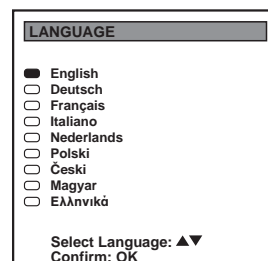 LANGUAGE
English
Deutsch
Français
Italiano
Nederlands
Polski
Česki
Magyar
Ελληνικά
Select Language: ▲▼
Confirm: OK